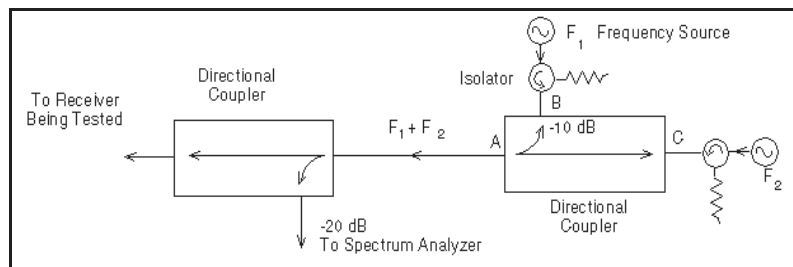 F1 Frequency Source
Directional
Coupler
Isolator
To Receiver
Being Tested
B
F1 + F2
A
-10 dB
C
F2
Directional
Coupler
-20 dB
To Spectrum Analyzer